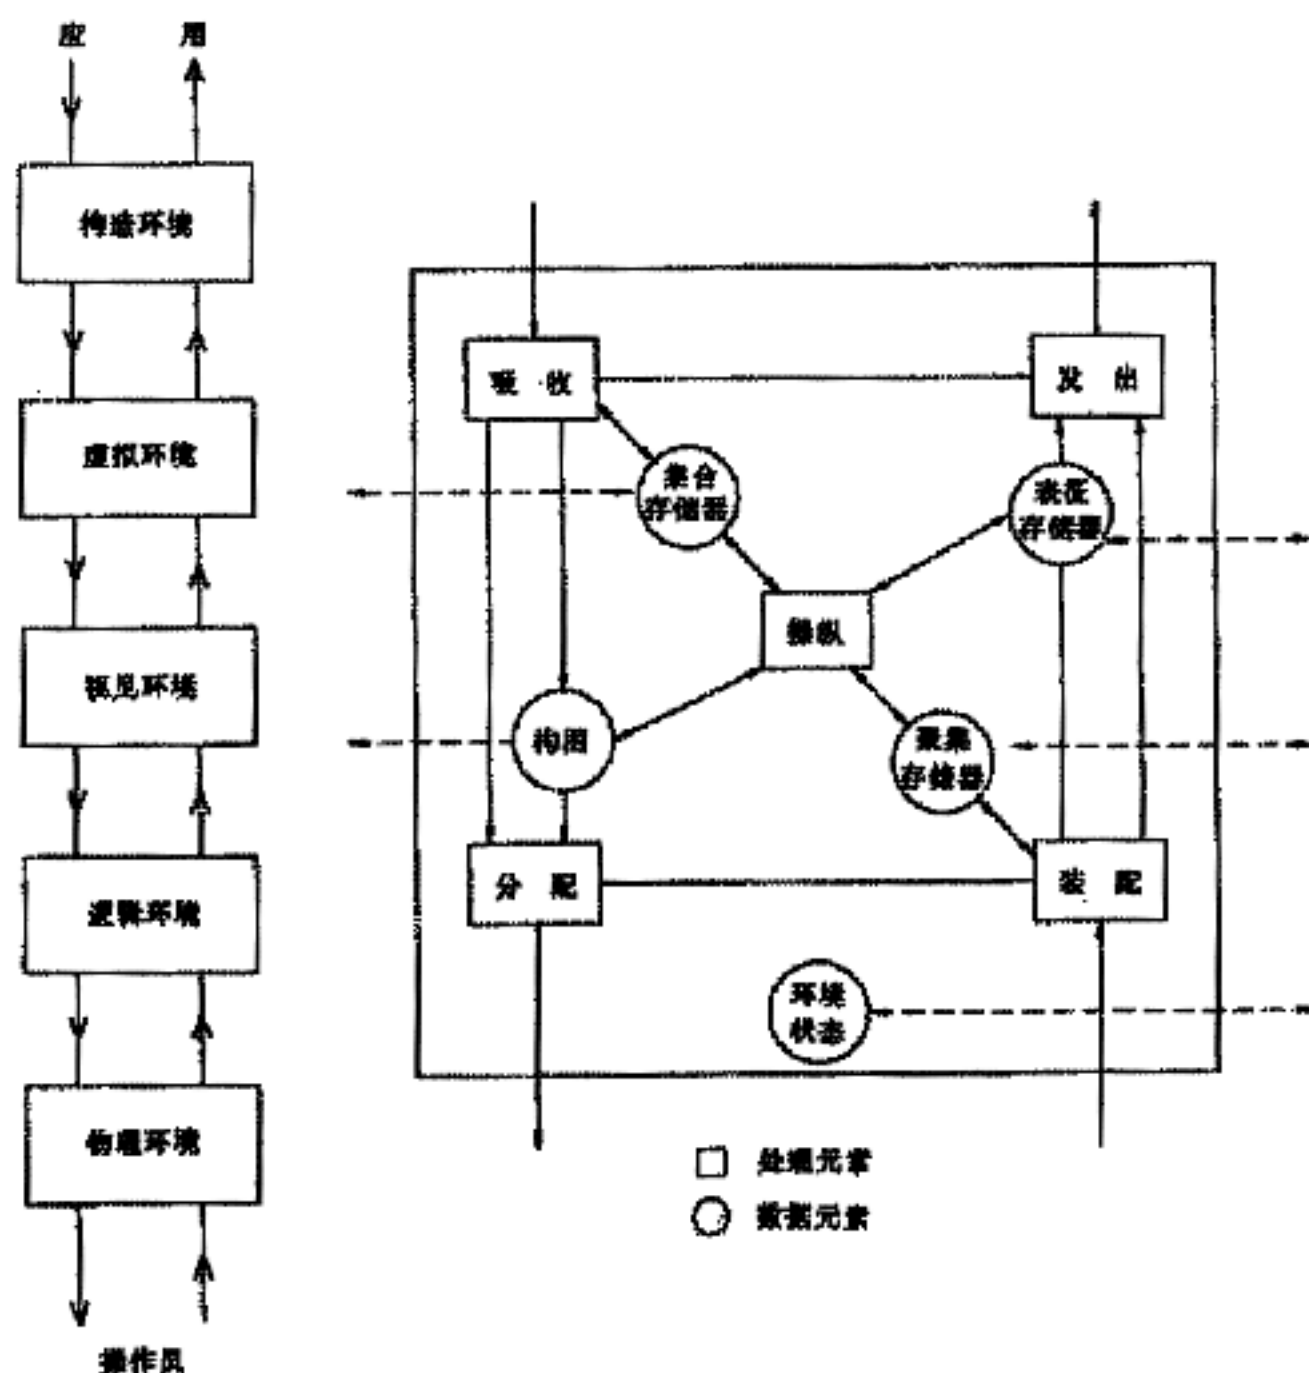 应 用
构造环境
虚拟环境
视见环境
逻辑环境
物理环境
操作员
吸 收
发 出
集合
存储器
表征
存储器
操纵
构图
聚集
存储器
分 配
装 配
环境
状态
处理元素
数据元素